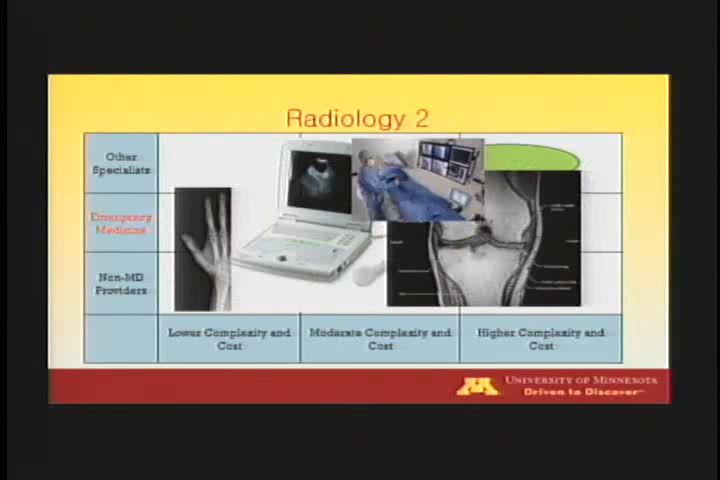 Radiology 2
Other
Specialists
Emergency
Medicine
Non-MD
Providers
Lower Complexity and
Cost
Moderate Complexity and
Cost
Higher Complexity and
Cost
UNIVERSITY OF MINNESOTA
Driven to Discover